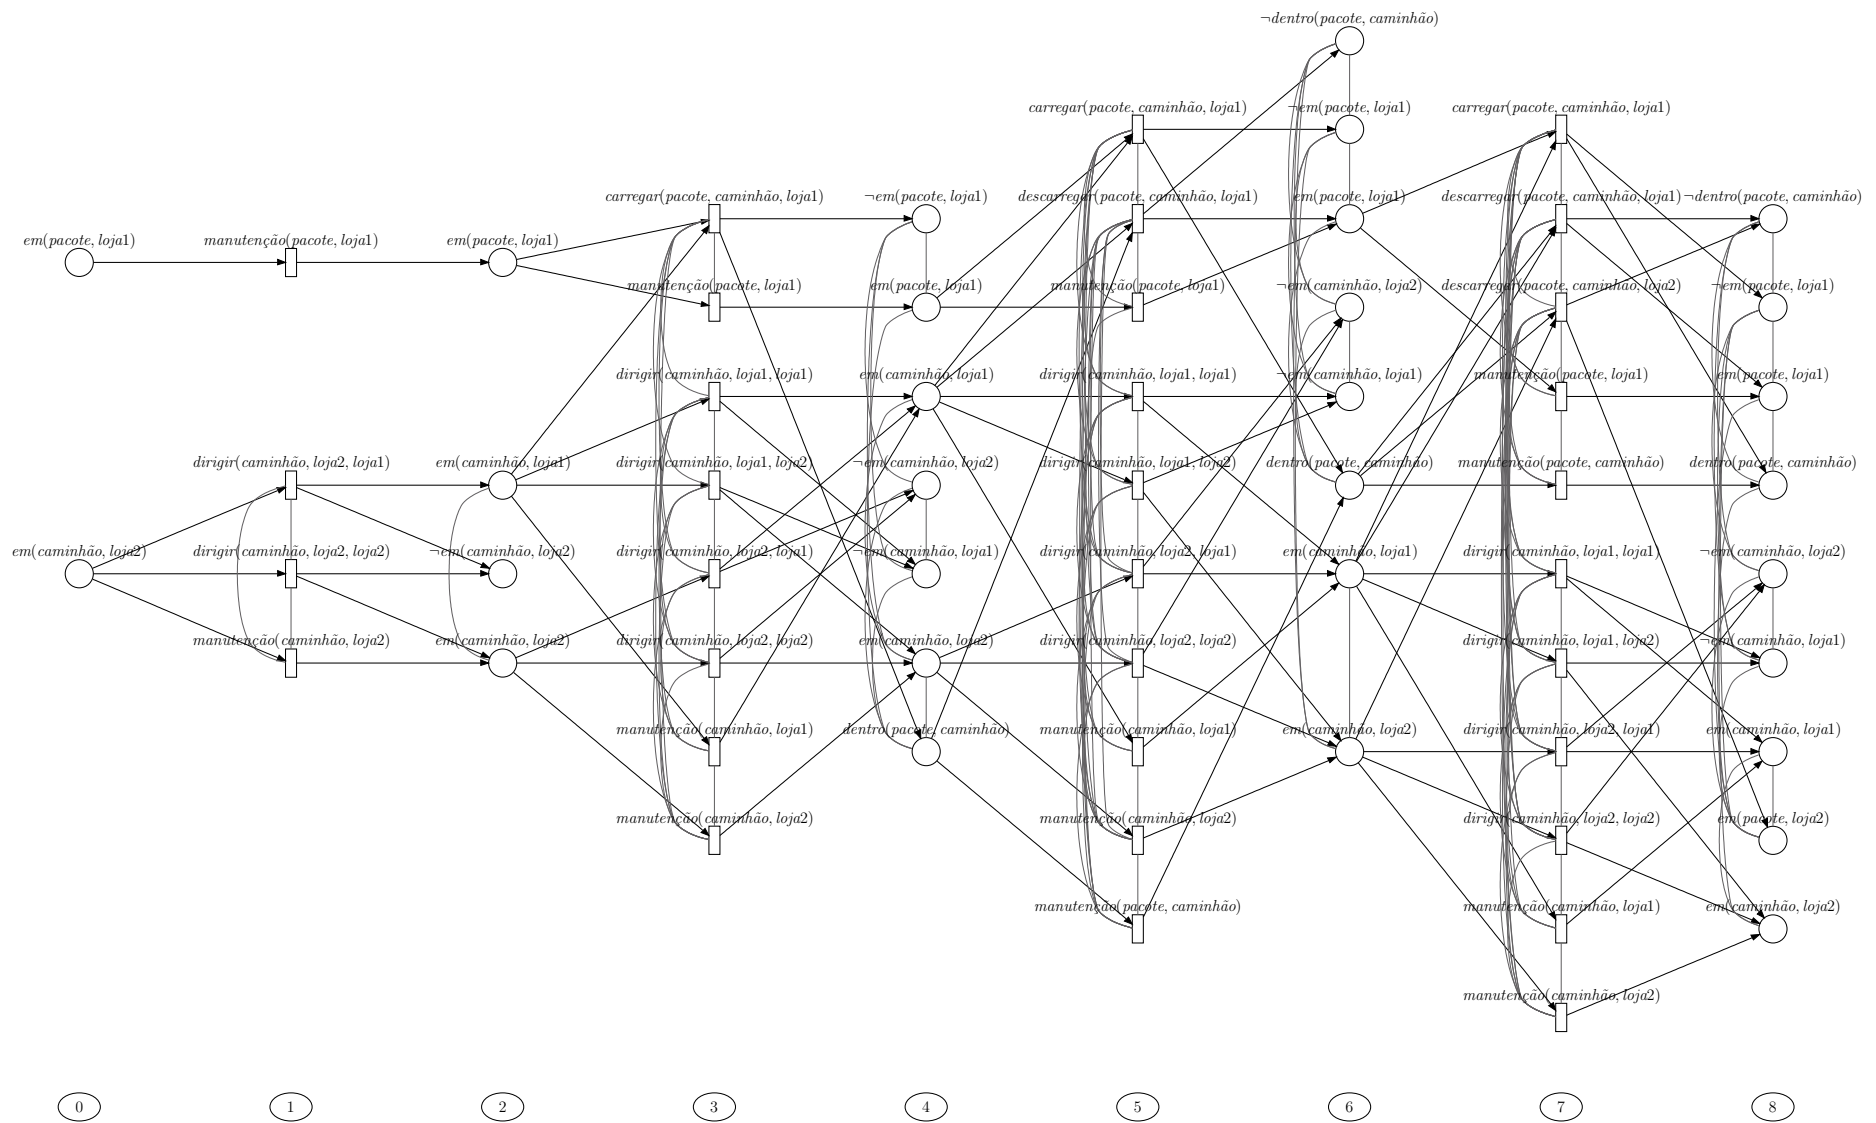 ¬dentro(pacote, caminhão)
carregar(pacote, caminhão, loja1)
¬em(pacote, loja1)
carregar(pacote, caminhão, loja1)
carregar(pacote, caminhão, loja1)
¬em(pacote, loja1)
descarregar(pacote, caminhão, loja1)
em(pacote, loja1)
descarregar(pacote, caminhão, loja1)
¬dentro(pacote, caminhão)
em(pacote, loja1)
manutenção(pacote, loja1)
em(pacote, loja1)
manutenção(pacote, loja1)
em(pacote, loja1)
manutenção(pacote, loja1)
¬em(caminhão, loja2)
descarregar(pacote, caminhão, loja2)
¬em(pacote, loja1)
dirigir(caminhão, loja1, loja1)
em(caminhão, loja1)
dirigir(caminhão, loja1, loja1)
¬em(caminhão, loja1)
manutenção(pacote, loja1)
em(pacote, loja1)
dirigir(caminhão, loja2, loja1)
em(caminhão, loja1)
dirigir(caminhão, loja1, loja2)
¬em(caminhão, loja2)
dirigir(caminhão, loja1, loja2)
dentro(pacote, caminhão)
manutenção(pacote, caminhão)
dentro(pacote, caminhão)
em(caminhão, loja2)
dirigir(caminhão, loja2, loja2)
¬em(caminhão, loja2)
dirigir(caminhão, loja2, loja1)
¬em(caminhão, loja1)
dirigir(caminhão, loja2, loja1)
em(caminhão, loja1)
dirigir(caminhão, loja1, loja1)
¬em(caminhão, loja2)
manutenção(caminhão, loja2)
em(caminhão, loja2)
dirigir(caminhão, loja2, loja2)
em(caminhão, loja2)
dirigir(caminhão, loja2, loja2)
dirigir(caminhão, loja1, loja2)
¬em(caminhão, loja1)
manutenção(caminhão, loja1)
dentro(pacote, caminhão)
manutenção(caminhão, loja1)
em(caminhão, loja2)
dirigir(caminhão, loja2, loja1)
em(caminhão, loja1)
manutenção(caminhão, loja2)
manutenção(caminhão, loja2)
dirigir(caminhão, loja2, loja2)
em(pacote, loja2)
manutenção(pacote, caminhão)
manutenção(caminhão, loja1)
em(caminhão, loja2)
manutenção(caminhão, loja2)
0
1
2
3
4
5
6
7
8